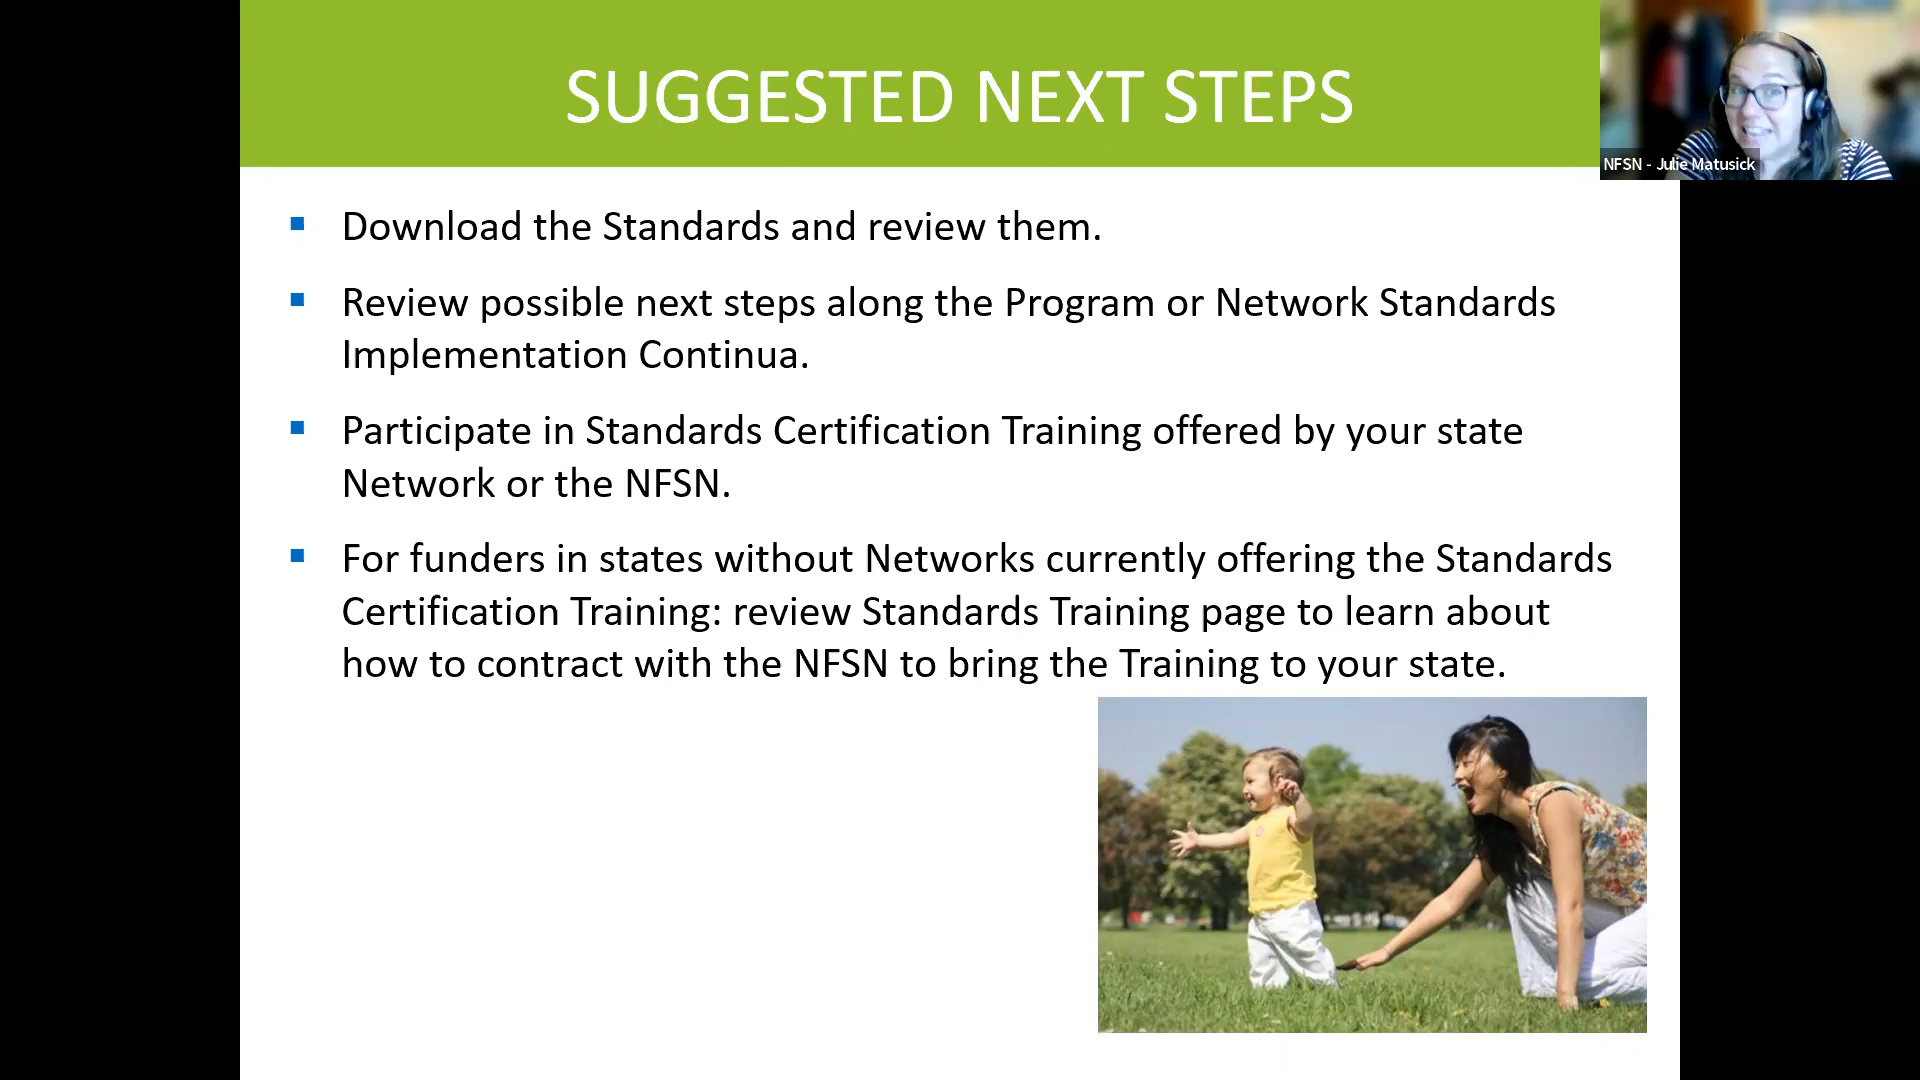 SUGGESTED NEXT STEPS
NFSN - Julie Matusick
Download the Standards and review them.
Review possible next steps along the Program or Network Standards
Implementation Continua.
Participate in Standards Certification Training offered by your state
Network or the NFSN.
For funders in states without Networks currently offering the Standards
Certification Training: review Standards Training page to learn about
how to contract with the NFSN to bring the Training to your state.